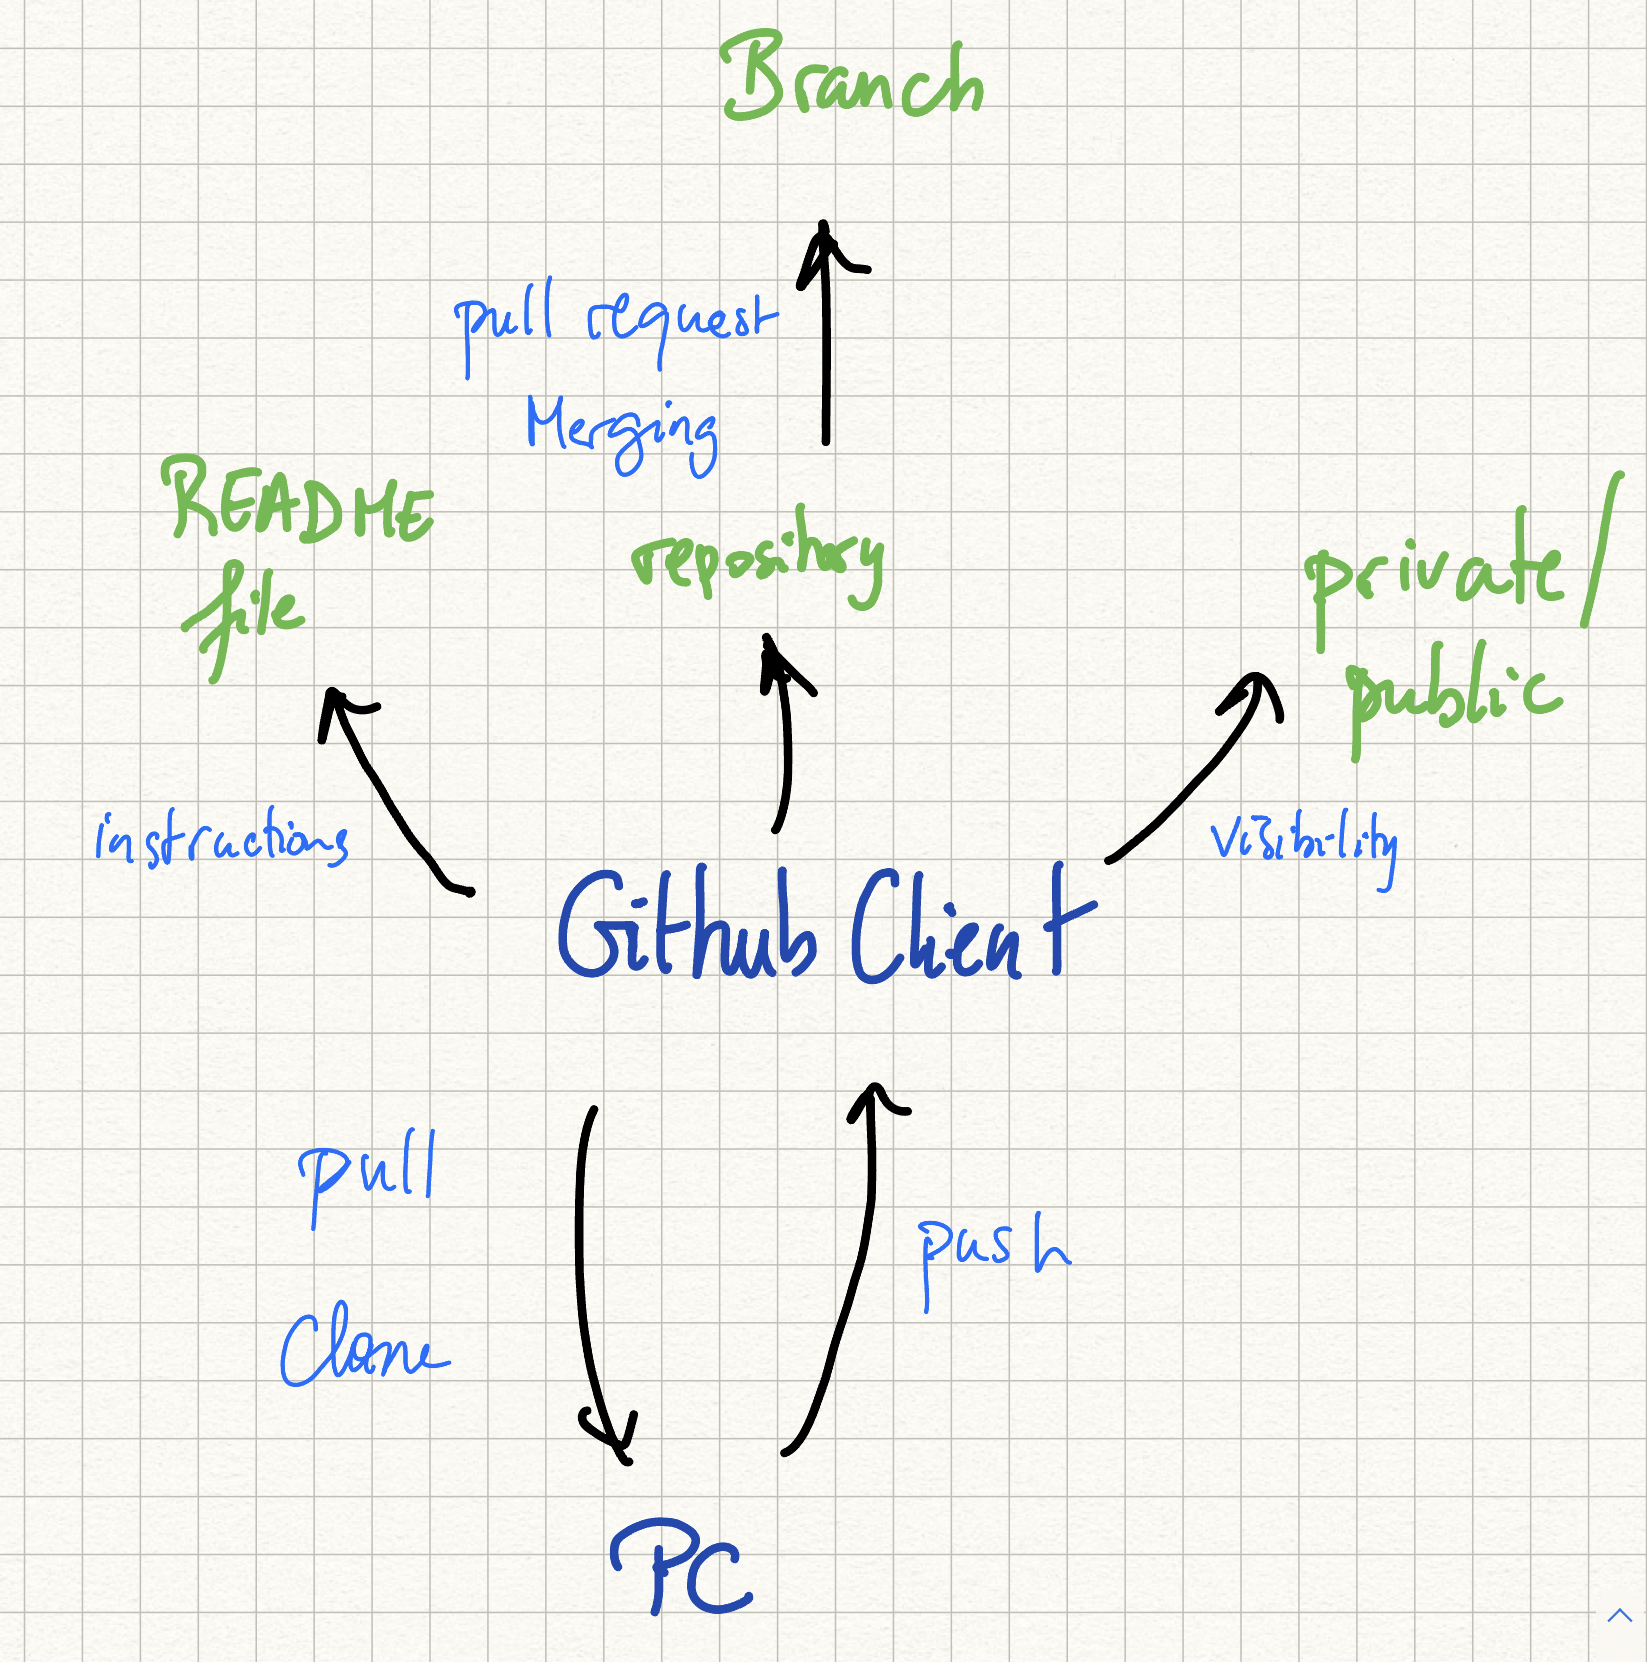 Branch
pull request
Merging
README
file
repository
private/
public
instructions
visibility
Github Client
pull
Clone
push
PC